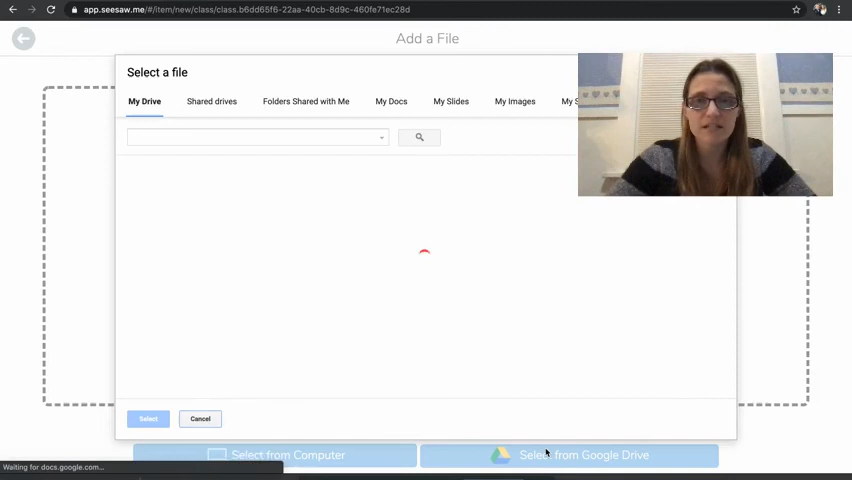 app.seesaw.me/#/item/new/class/class.b6dd65f6-22aa-40cb-8d9c-460fe71ec28d
Add a File
Select a file
My Drive
Shared drives
Folders Shared with Me
My Docs
My Slides
My Images
My S
Select
Cancel
Select from Computer
Select from Google Drive
Waiting for docs.google.com...